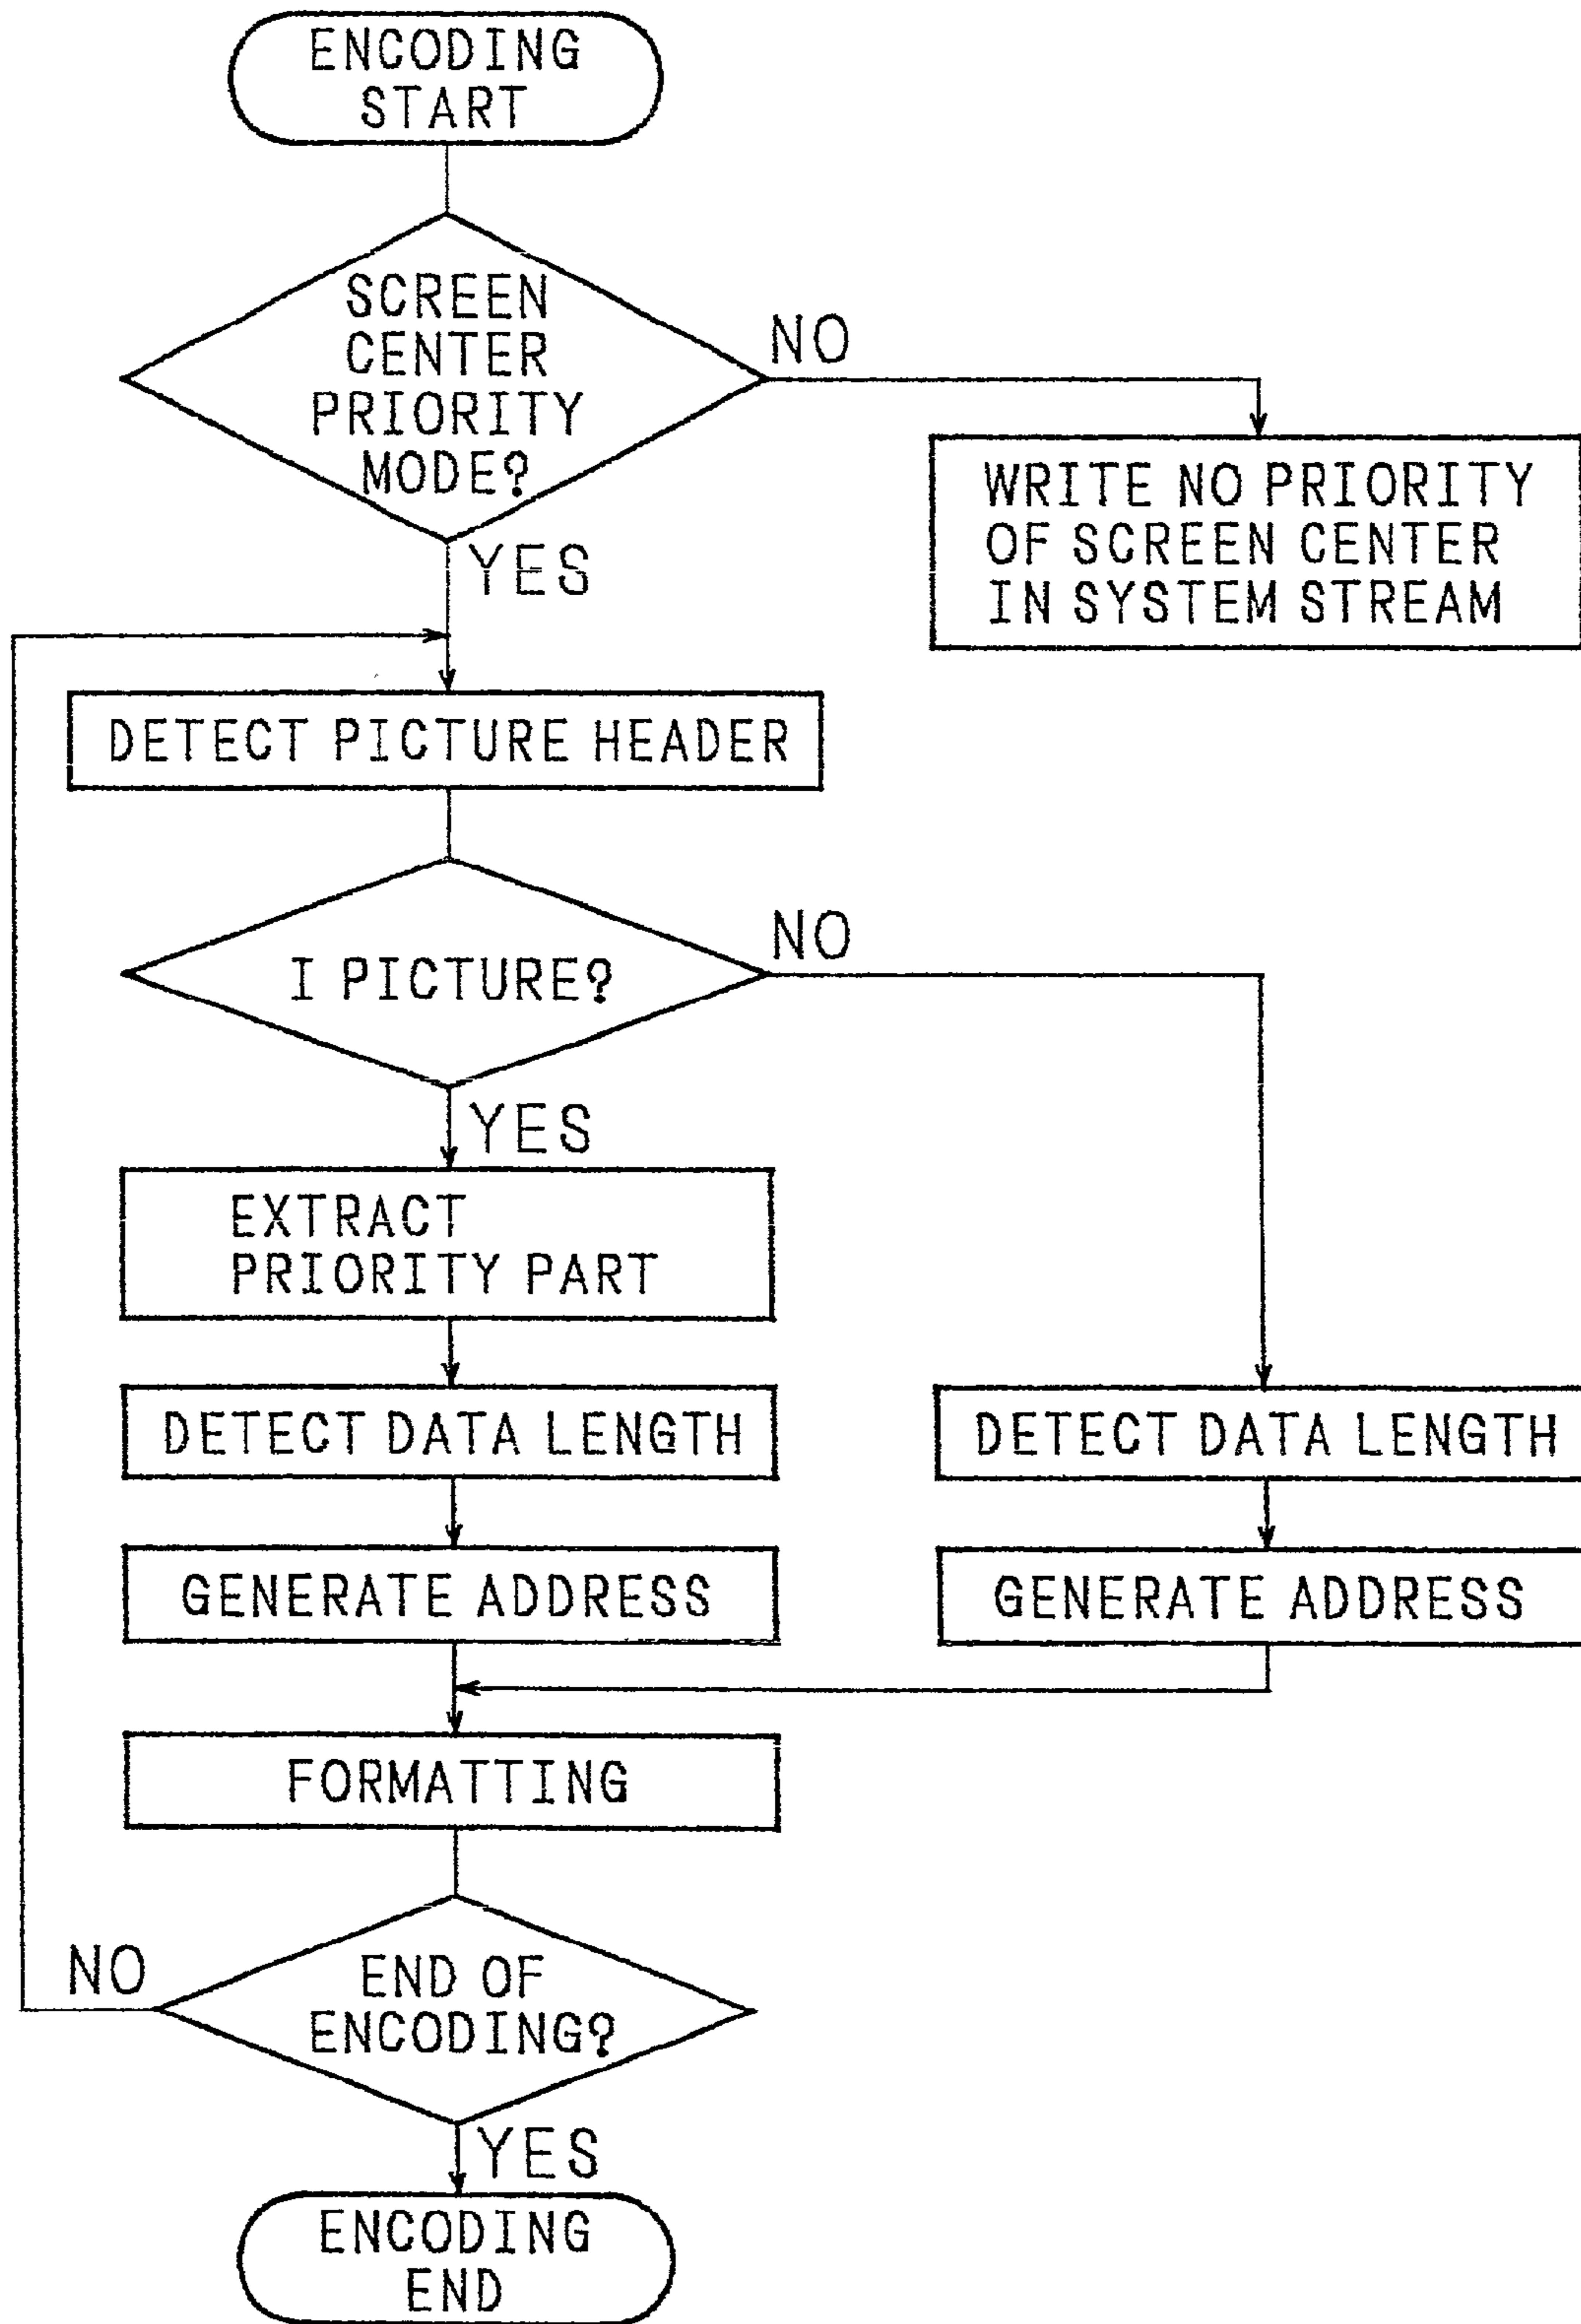 ENCODING
START
SCREEN
CENTER
PRIORITY
MODE?
NO
WRITE NO PRIORITY
OF SCREEN CENTER
IN SYSTEM STREAM
YES
DETECT PICTURE HEADER
I PICTURE?
NO
YES
EXTRACT
PRIORITY PART
DETECT DATA LENGTH
DETECT DATA LENGTH
GENERATE ADDRESS
GENERATE ADDRESS
FORMATTING
END OF
ENCODING?
NO
YES
ENCODING
END